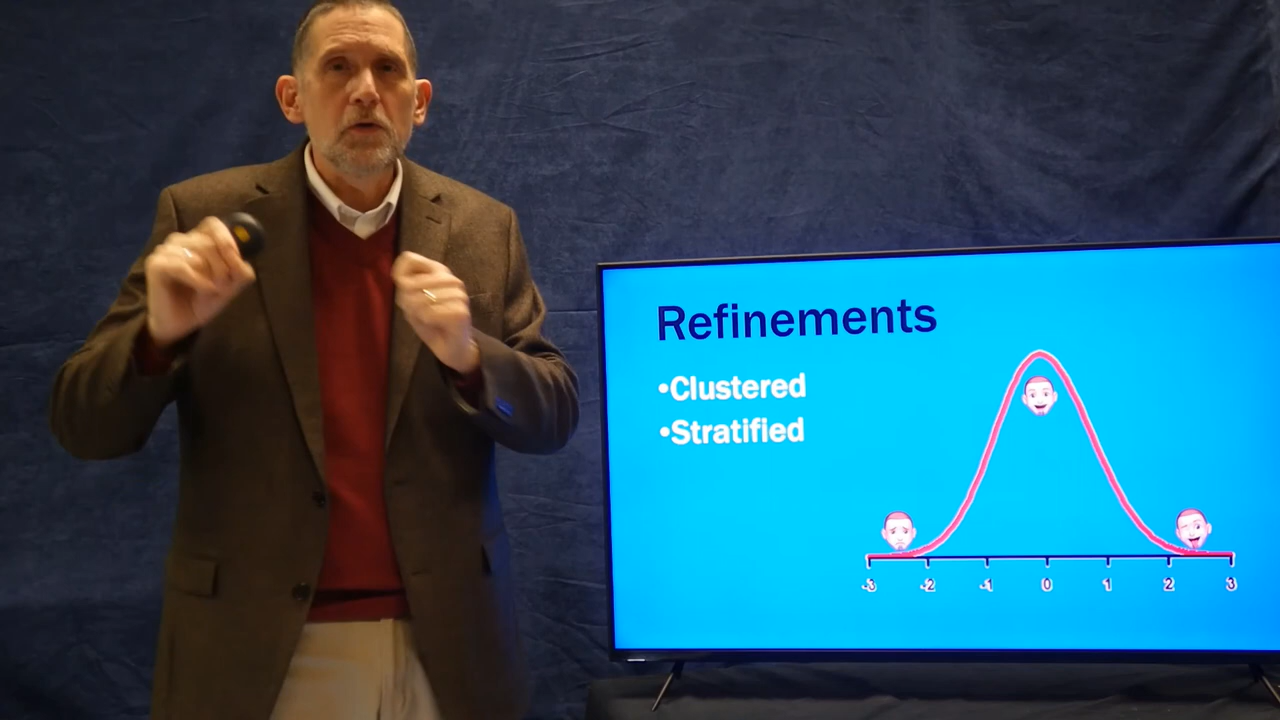 Refinements
•Clustered
•Stratified
-3 -2 -1 0 1 2 3